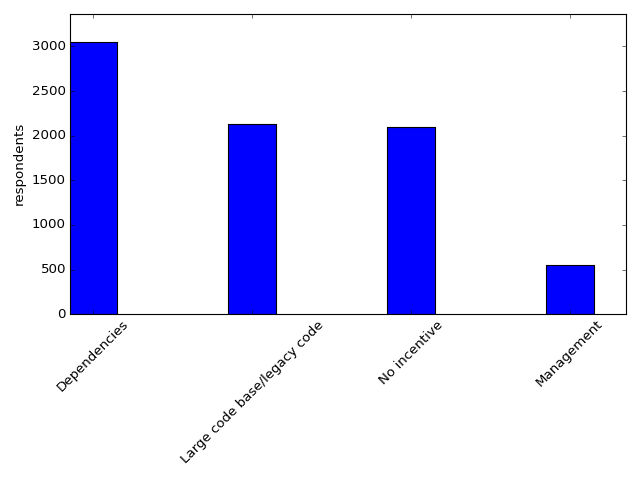 3000
2500
2000
1500
1000
500
0
respondents
Dependencies
Large code base/legacy code
No incentive
Management